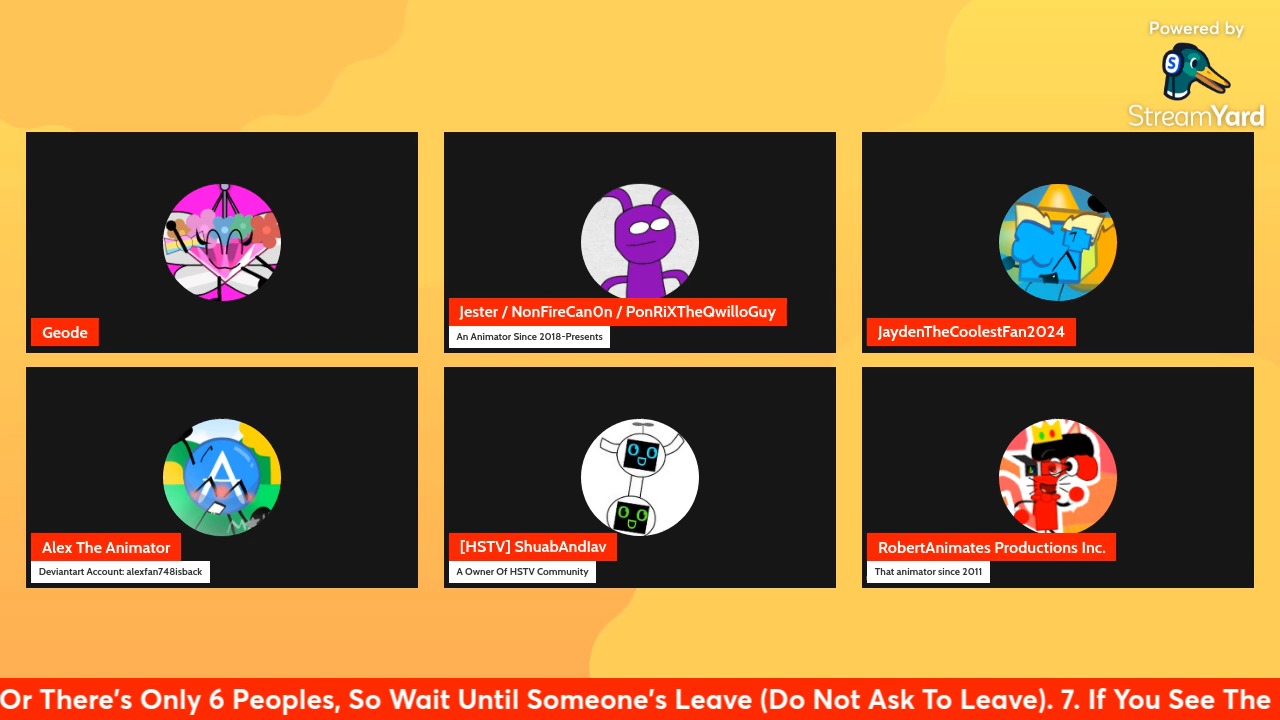 Powered by
S
StreamYard
Geode
Jester / NonFireCan0n / PonRiXTheQwilloGuy
An Animator Since 2018-Presents
JaydenTheCoolestFan2024
A
Alex The Animator
Deviantart Account: alexfan748isback
[HSTV] ShuabAndIav
A Owner Of HSTV Community
RobertAnimates Productions Inc.
That animator since 2011
Or There's Only 6 Peoples, So Wait Until Someone's Leave (Do Not Ask To Leave). 7. If You See The